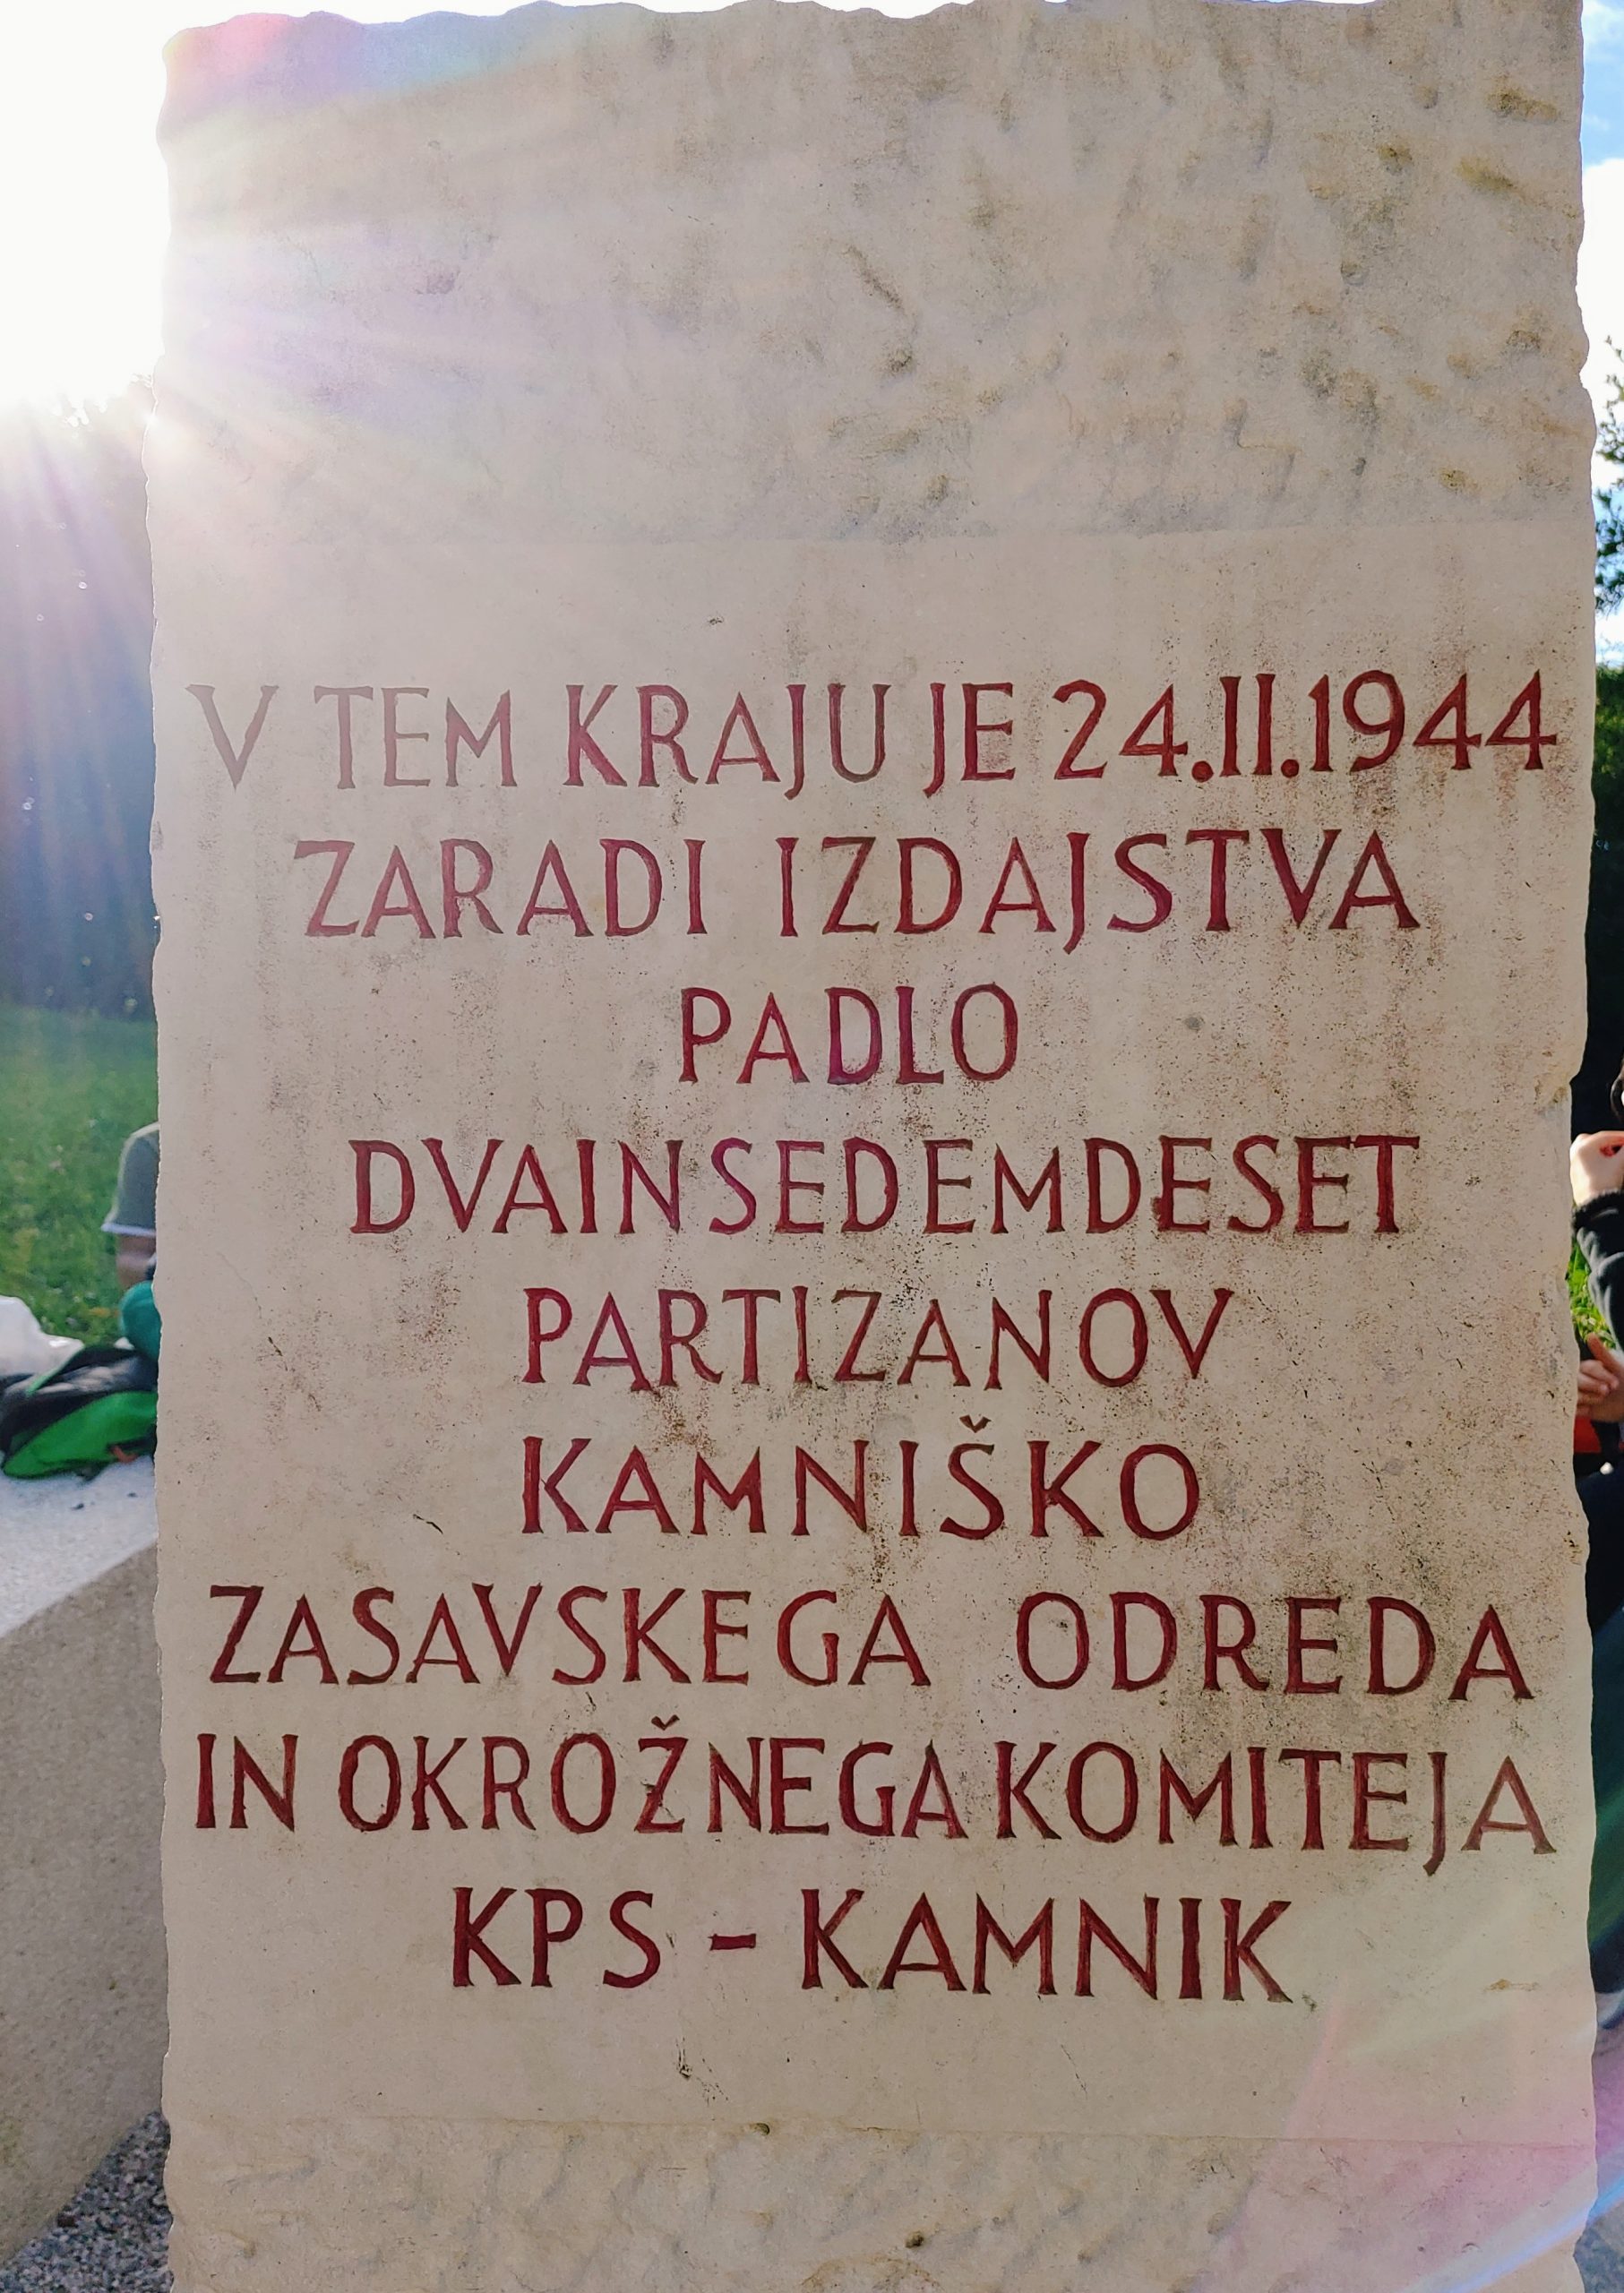 V TEM KRAJU JE 24.II.1944
ZARADI IZDAJSTVA
PADLO
DVAINSEDEMDESET
PARTIZANOV
KAMNIŠKO
ZASAVSKEGA ODREDA
IN OKROŽNEGA KOMITEJA
KPS - KAMNIK